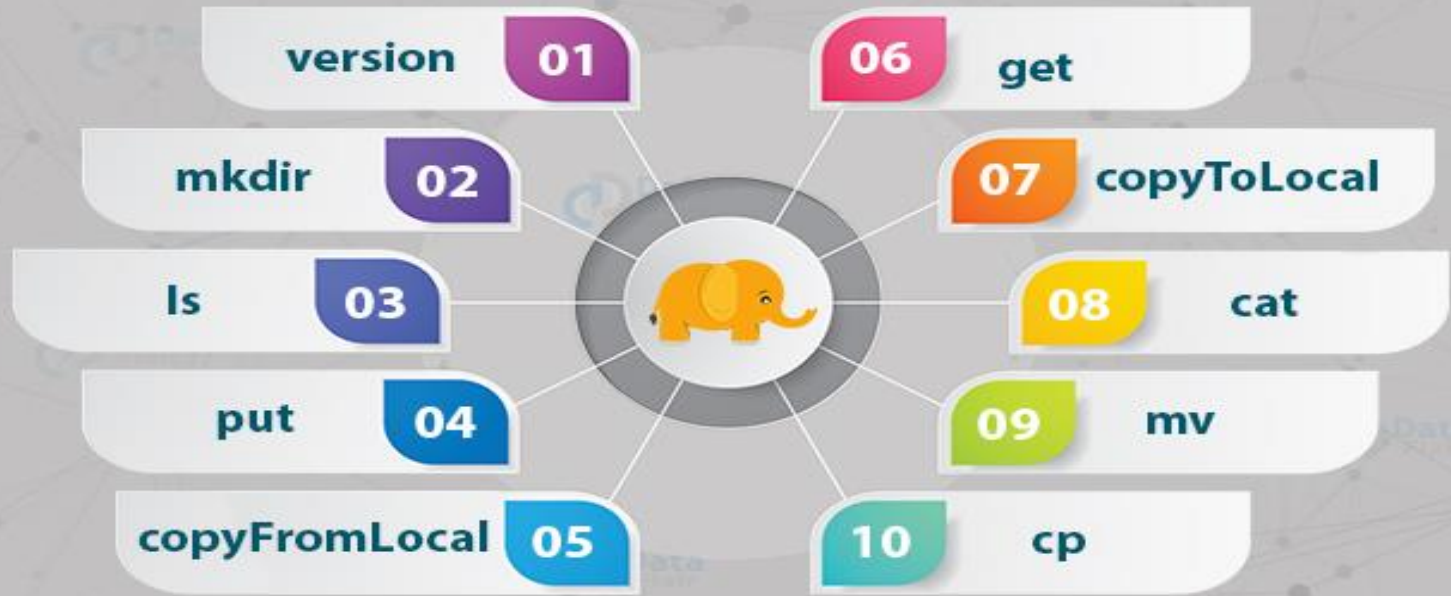 version 01
mkdir 02
ls 03
put 04
copyFromLocal 05
06 get
07 copyToLocal
08 cat
09 mv
10 cp
Data